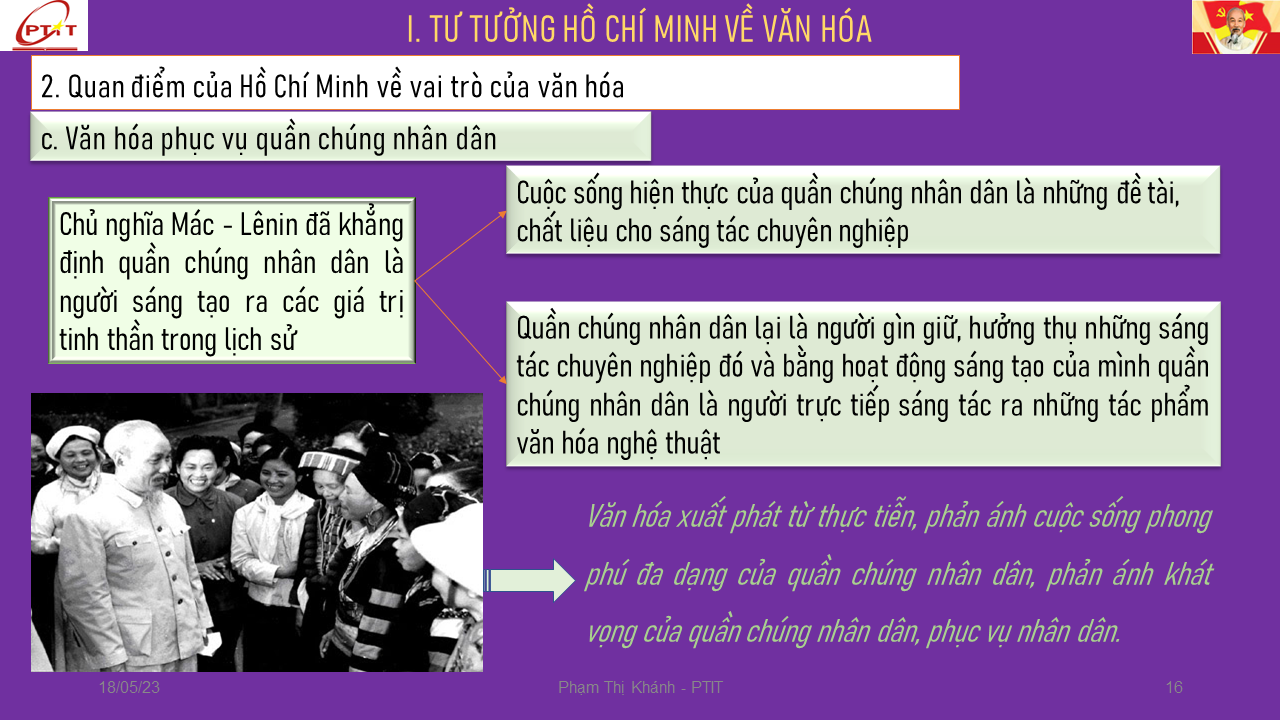 PTIT
I. TƯ TƯỞNG HỒ CHÍ MINH VỀ VĂN HÓA
2. Quan điểm của Hồ Chí Minh về vai trò của văn hóa
c. Văn hóa phục vụ quần chúng nhân dân
Chủ nghĩa Mác - Lênin đã khẳng
định quần chúng nhân dân là
người sáng tạo ra các giá trị
tinh thần trong lịch sử
Cuộc sống hiện thực của quần chúng nhân dân là những đề tài,
chất liệu cho sáng tác chuyên nghiệp
Quần chúng nhân dân lại là người gìn giữ, hưởng thụ những sáng
tác chuyên nghiệp đó và bằng hoạt động sáng tạo của mình quần
chúng nhân dân là người trực tiếp sáng tác ra những tác phẩm
văn hóa nghệ thuật
Văn hóa xuất phát từ thực tiễn, phản ánh cuộc sống phong
phú đa dạng của quần chúng nhân dân, phản ánh khát
vọng của quần chúng nhân dân, phục vụ nhân dân.
18/05/23
Phạm Thị Khánh - PTIT
16